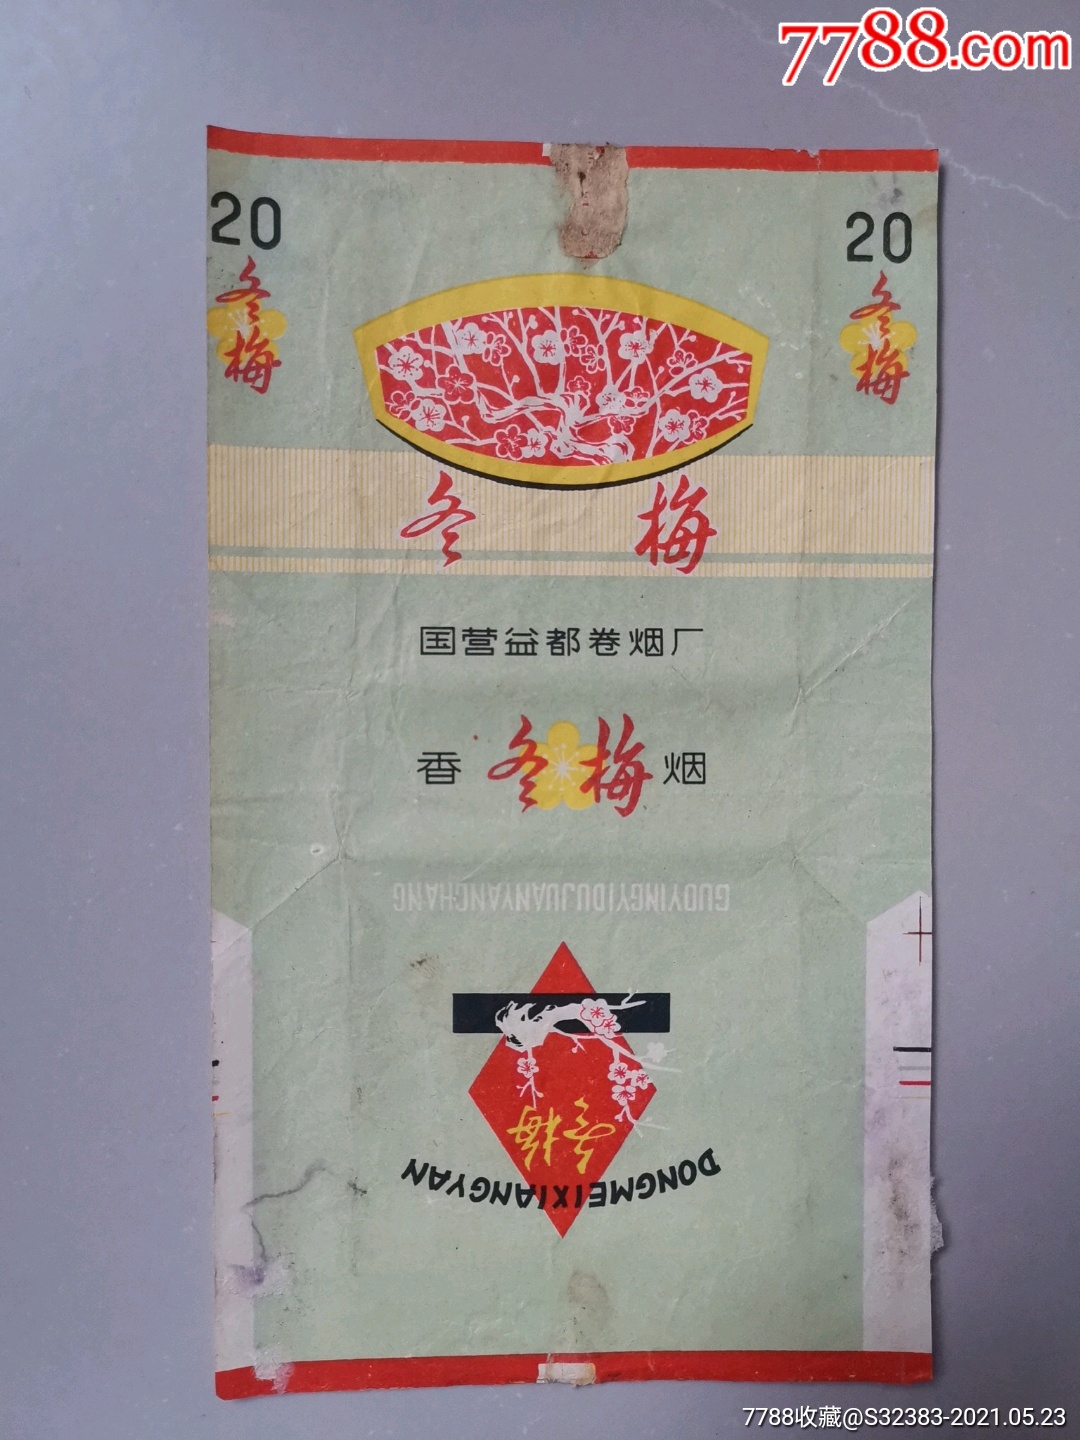 7788.com
20
20
冬梅
冬梅
冬 梅
国营益都卷烟厂
香 冬梅 烟
GUOYINGYIDUJUANYANCHANG
冬梅
DONGMEIXIANGYAN
7788收藏@S32383-2021.05.23